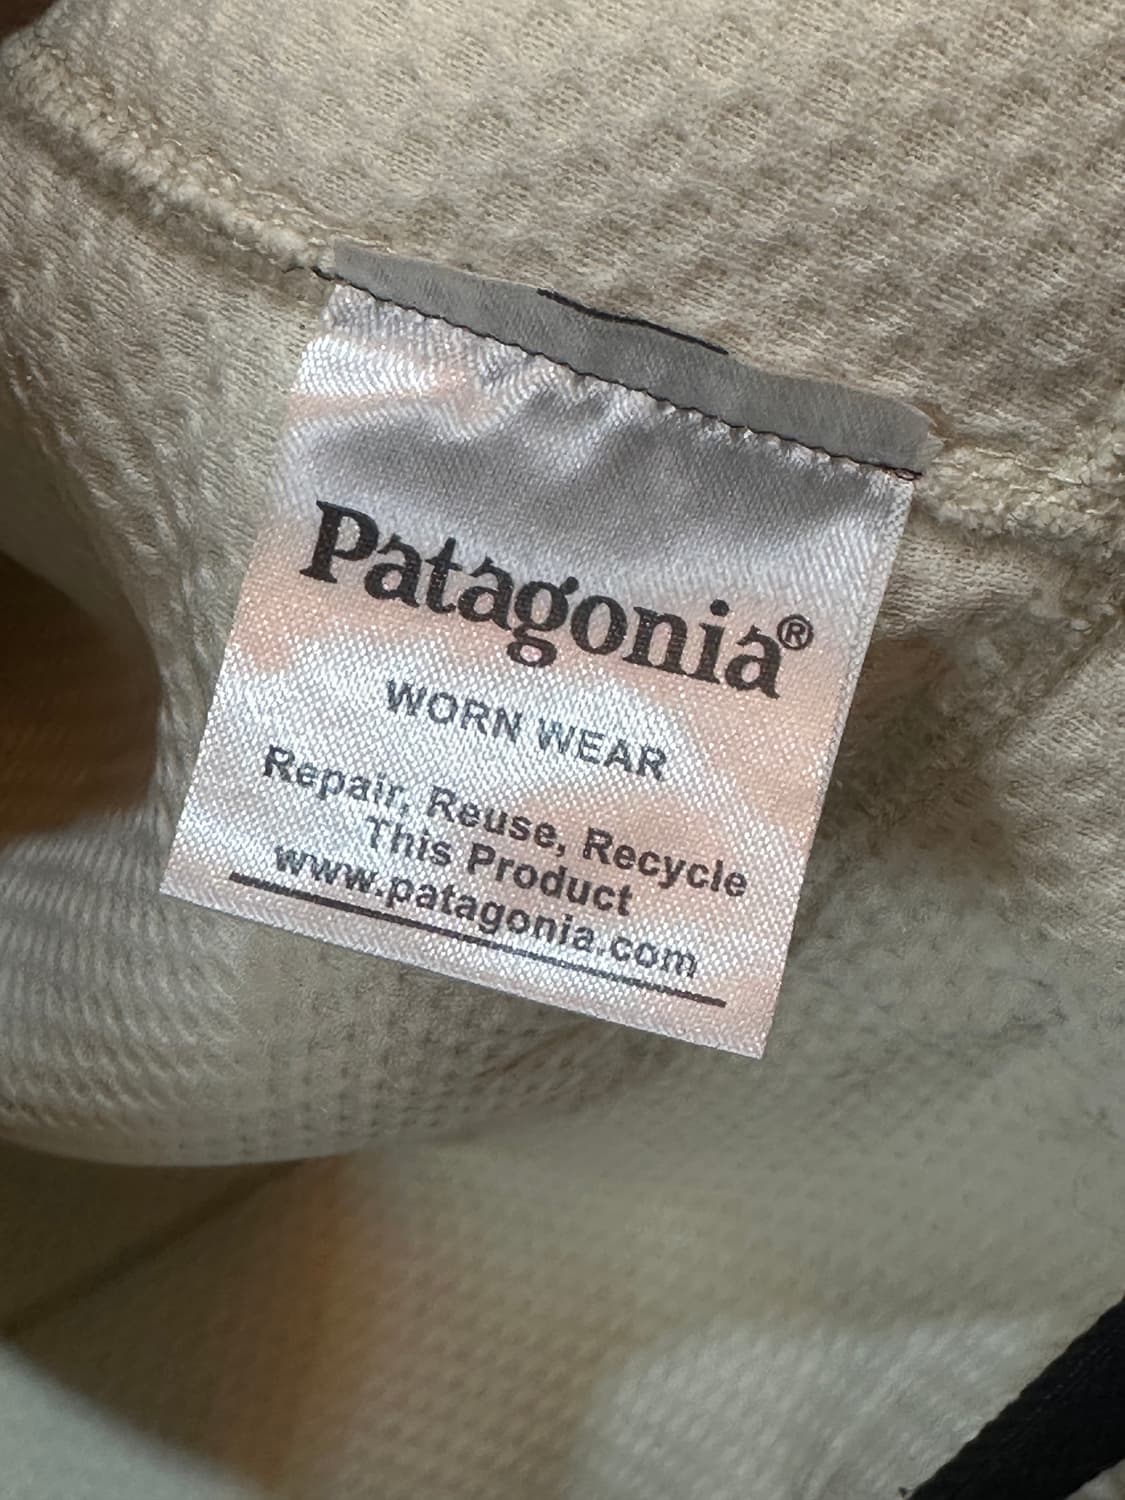 Patagonia®
WORN WEAR
Repair, Reuse, Recycle
This Product
www.patagonia.com